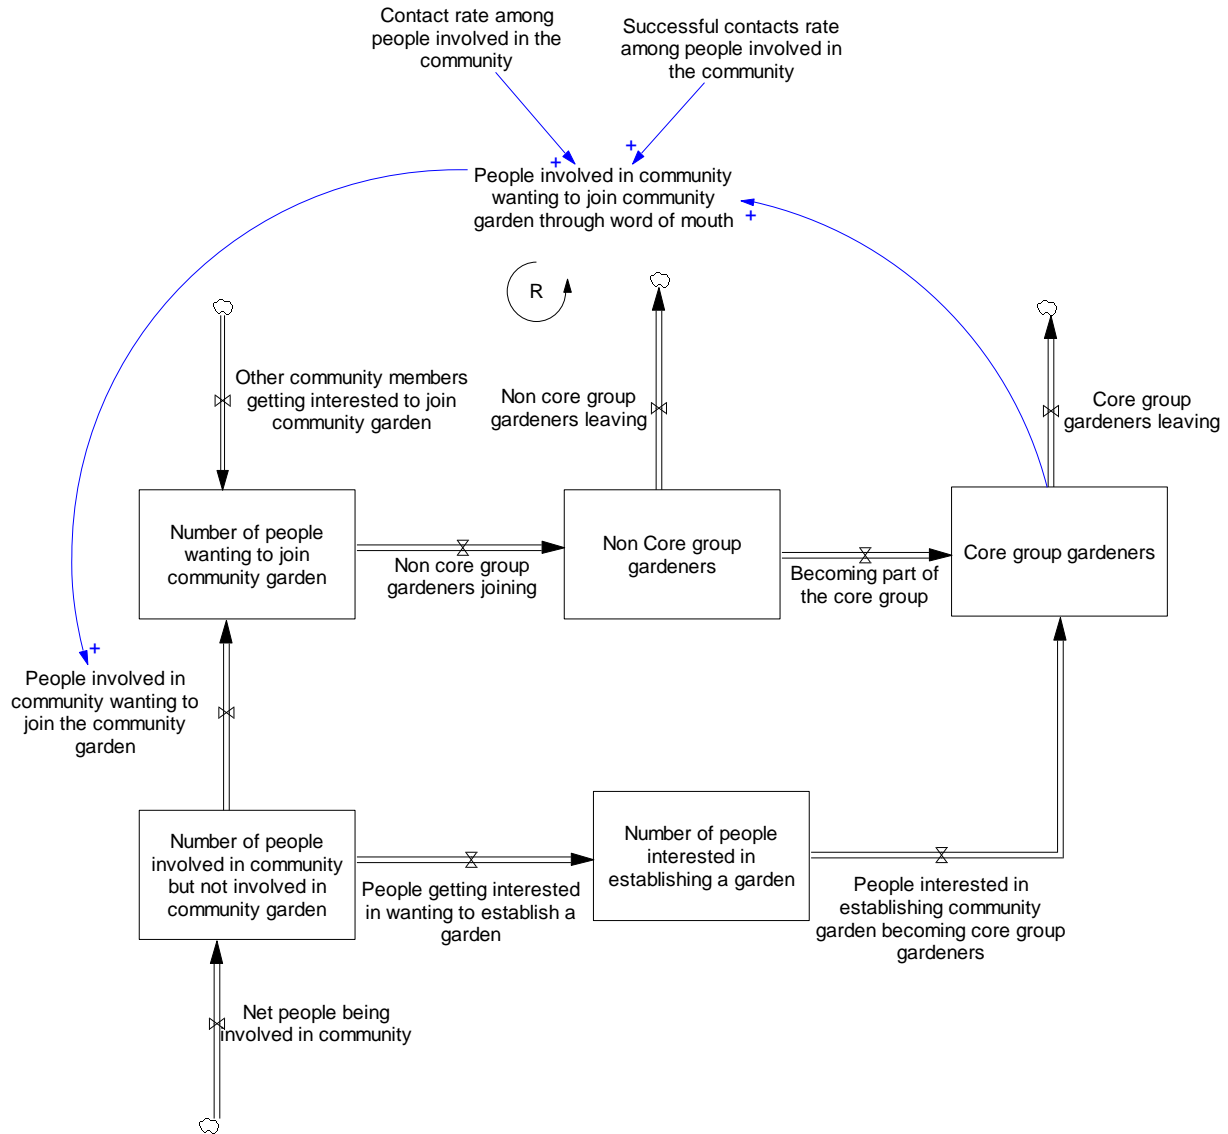 Contact rate among
people involved in the
community
Successful contacts rate
among people involved in
the community
+
+
People involved in community
wanting to join community
garden through word of mouth
+
R
Other community members
getting interested to join
community garden
Non core group
gardeners leaving
Core group
gardeners leaving
Number of people
wanting to join
community garden
Non core group
gardeners joining
Non Core group
gardeners
Becoming part of
the core group
Core group gardeners
+
People involved in
community wanting to
join the community
garden
Number of people
involved in community
but not involved in
community garden
People getting interested
in wanting to establish a
garden
Number of people
interested in
establishing a garden
People interested in
establishing community
garden becoming core group
gardeners
Net people being
involved in community